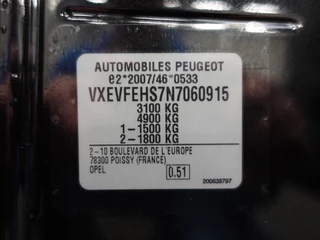 AUTOMOBILES PEUGEOT
e2*2007/46*0533
VXEVFEHS7N7060915
3100 KG
4900 KG
1-1500 KG
2-1800 KG
2-10 BOULEVARD DE L'EUROPE
78300 POISSY (FRANCE)
OPEL
0.51
200638797